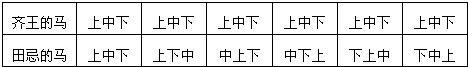 齐王的马 上中下 上中下 上中下 上中下 上中下 上中下
田忌的马 上中下 上下中 中上下 中下上 下上中 下中上